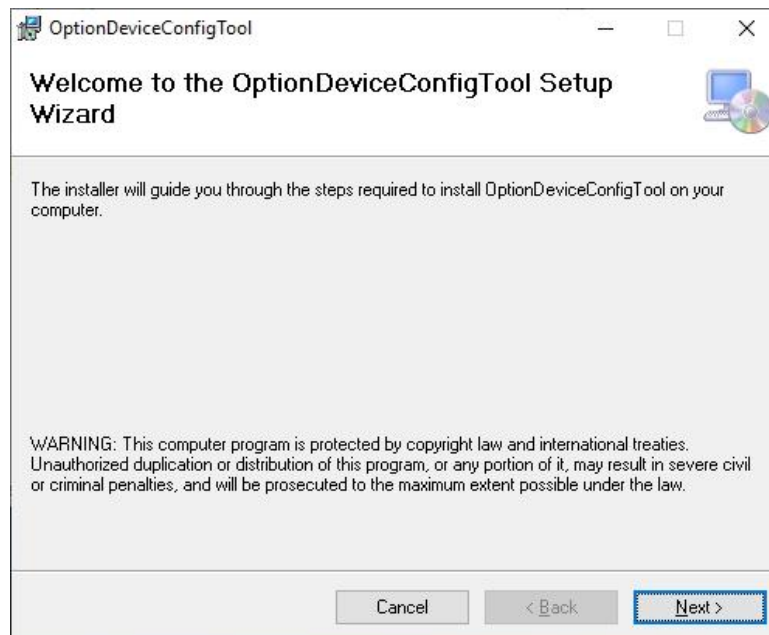 OptionDeviceConfigTool
Welcome to the OptionDeviceConfigTool Setup
Wizard
The installer will guide you through the steps required to install OptionDeviceConfigTool on your
computer.
WARNING: This computer program is protected by copyright law and international treaties.
Unauthorized duplication or distribution of this program, or any portion of it, may result in severe civil
or criminal penalties, and will be prosecuted to the maximum extent possible under the law.
Cancel < Back Next >